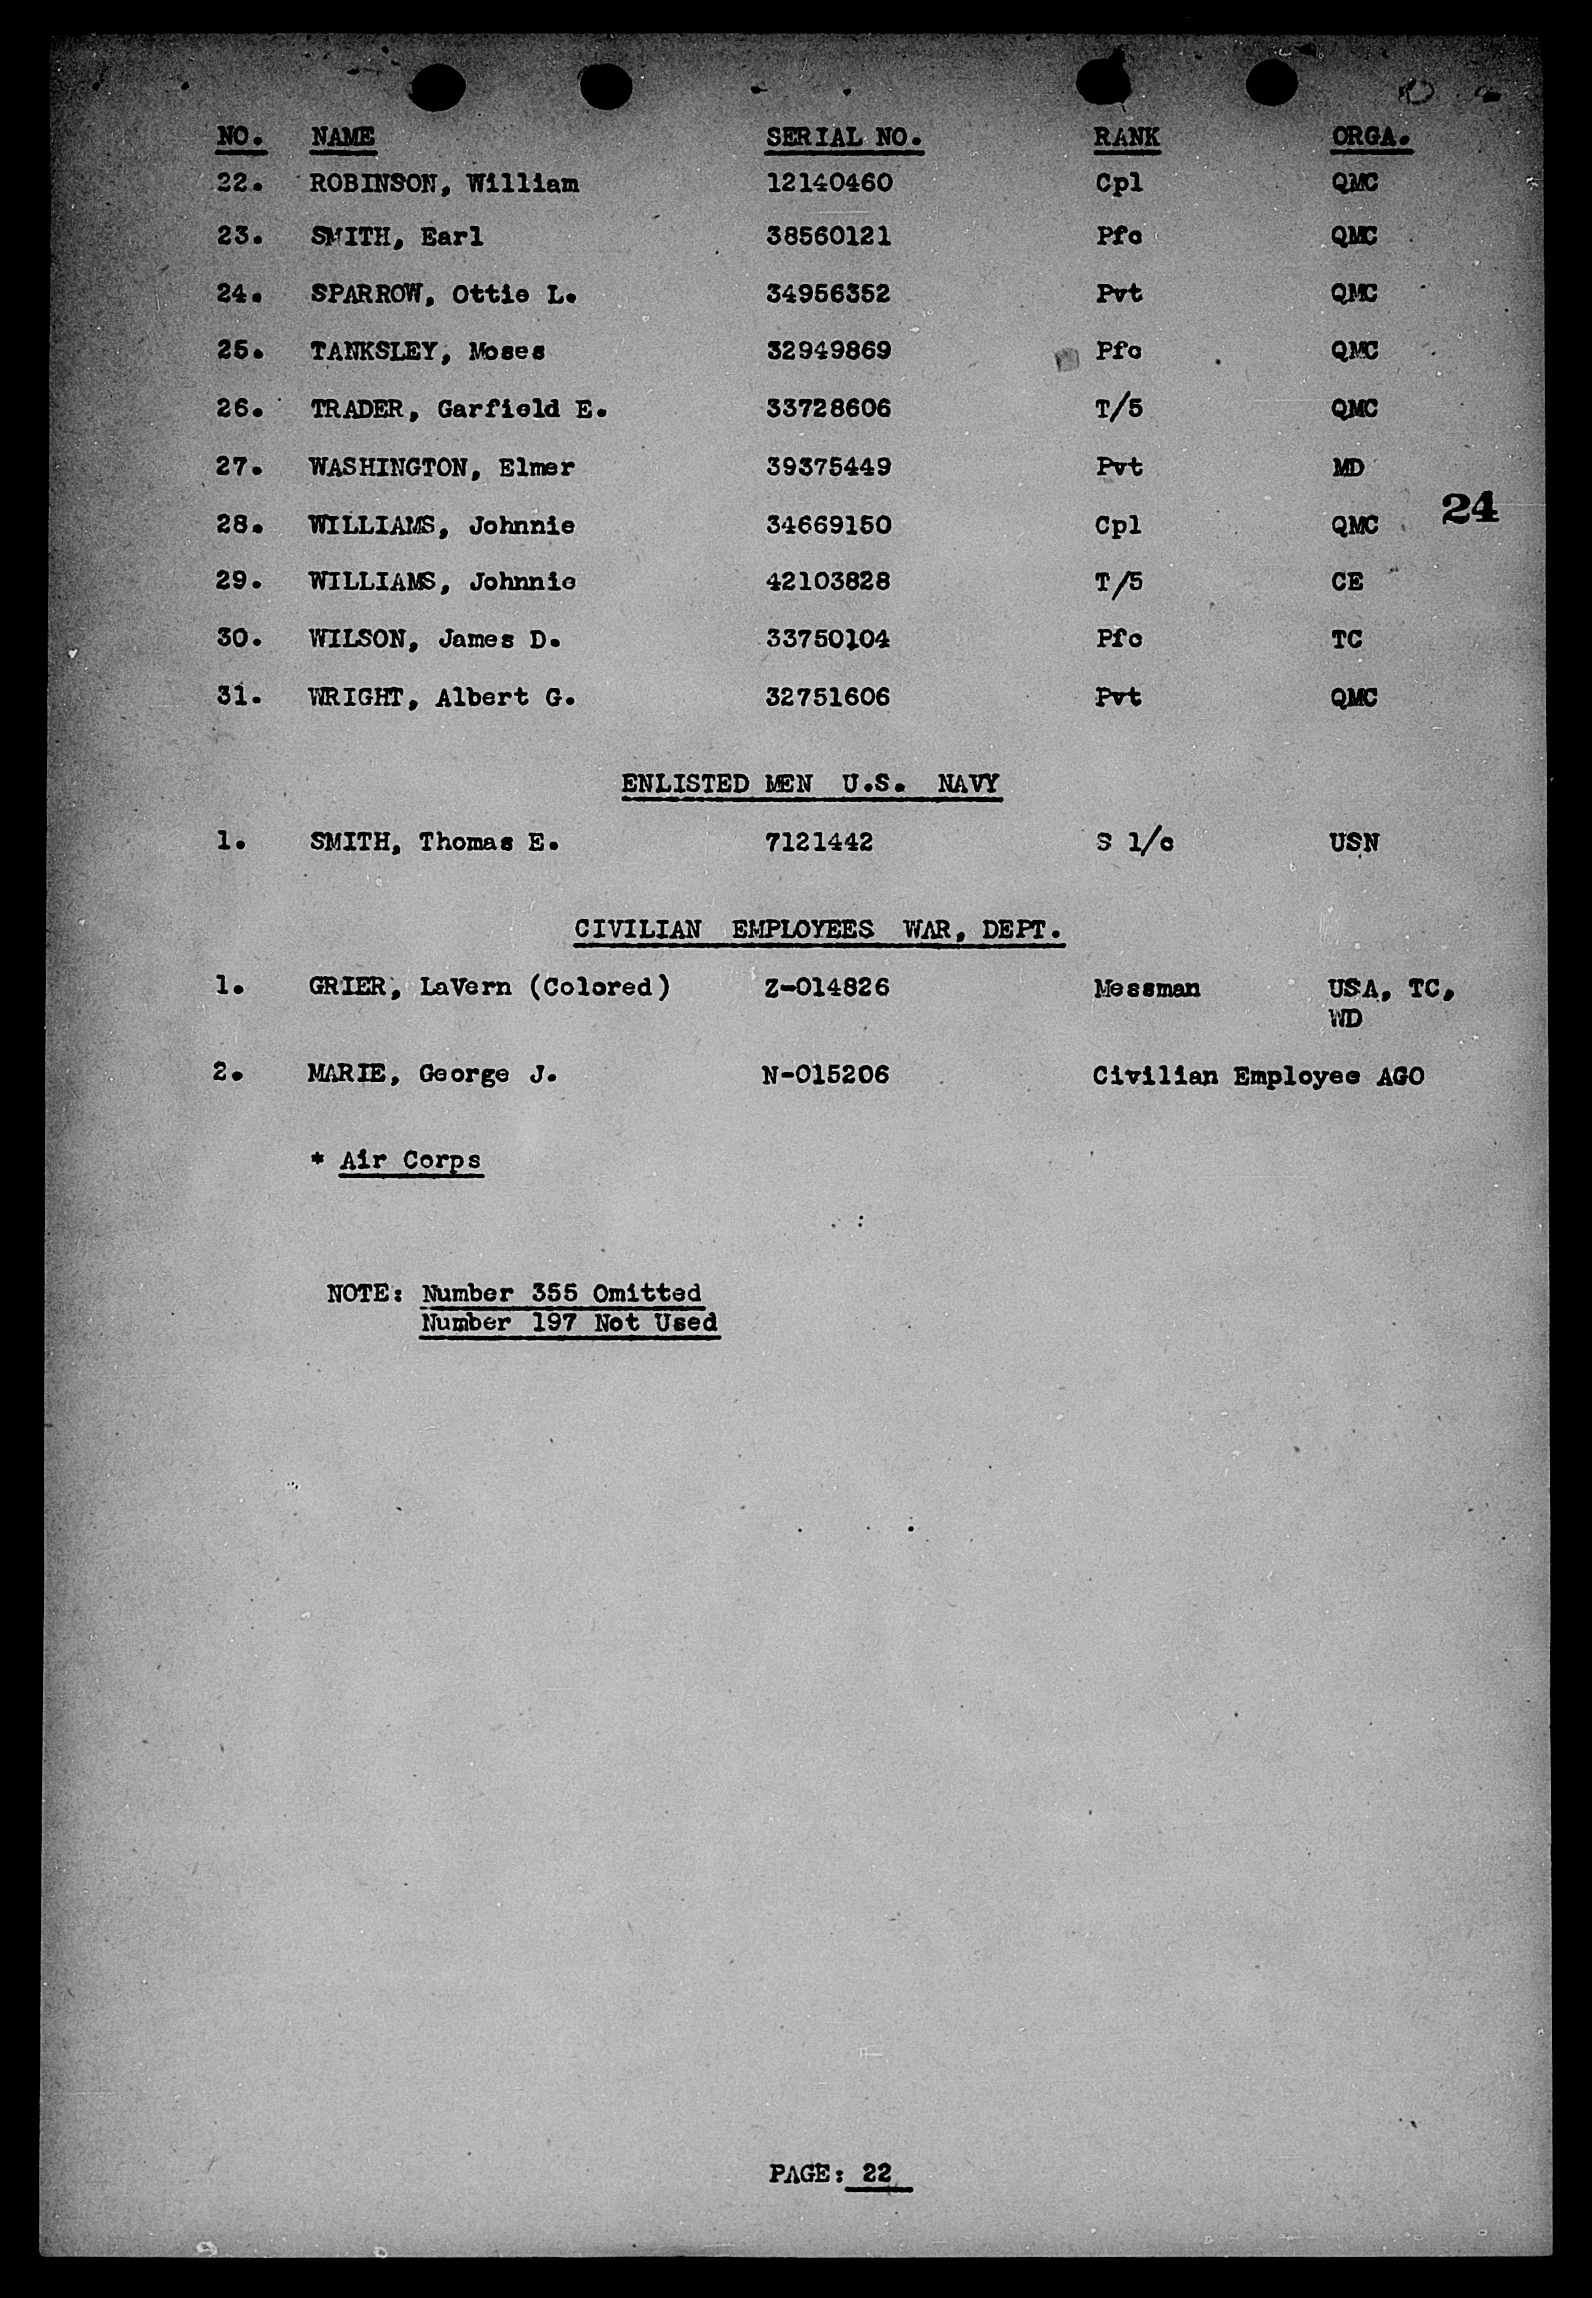 NO. NAME SERIAL NO. RANK ORGA.
22. ROBINSON, William 12140460 Cpl QMC
23. SMITH, Earl 38560121 Pfc QMC
24. SPARROW, Ottie L. 34956352 Pvt QMC
25. TANKSLEY, Moses 32949869 Pfc QMC
26. TRADER, Garfield E. 33728606 T/5 QMC
27. WASHINGTON, Elmer 39375449 Pvt MD
24
28. WILLIAMS, Johnnie 34669150 Cpl QMC
29. WILLIAMS, Johnnie 42103828 T/5 CE
30. WILSON, James D. 33750104 Pfc TC
31. WRIGHT, Albert G. 32751606 Pvt QMC
ENLISTED MEN U.S. NAVY
1. SMITH, Thomas E. 7121442 S 1/c USN
CIVILIAN EMPLOYEES WAR, DEPT.
1. GRIER, LaVern (Colored) Z-014826 Messman USA, TC,
WD
2. MARIE, George J. N-015206 Civilian Employee AGO
* Air Corps
NOTE: Number 355 Omitted
Number 197 Not Used
PAGE: 22